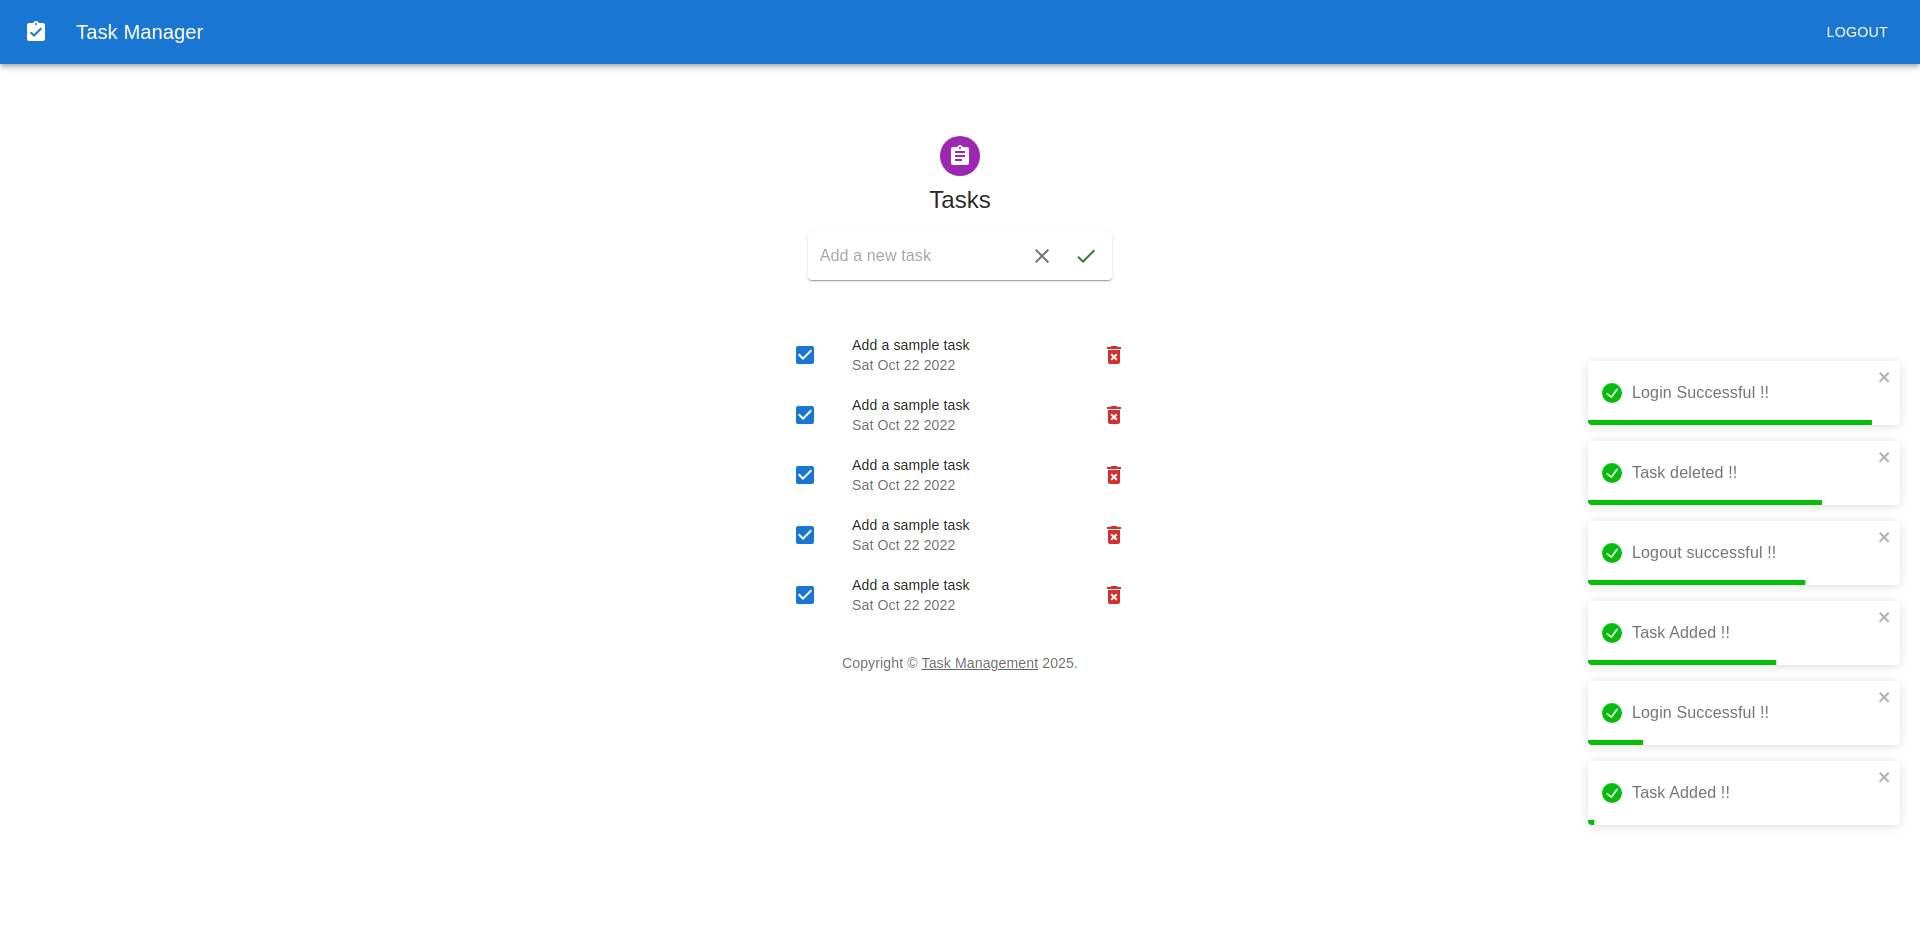 Task Manager
LOGOUT
Tasks
Add a new task
Add a sample task
Sat Oct 22 2022
Add a sample task
Sat Oct 22 2022
Add a sample task
Sat Oct 22 2022
Add a sample task
Sat Oct 22 2022
Add a sample task
Sat Oct 22 2022
Copyright © Task Management 2025.
Login Successful !!
Task deleted !!
Logout successful !!
Task Added !!
Login Successful !!
Task Added !!